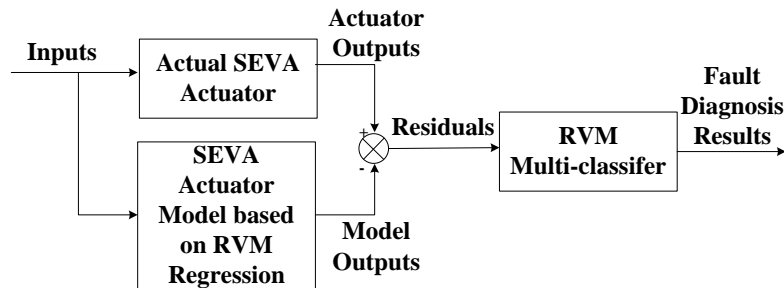 Inputs
Actual SEVA
Actuator
Actuator
Outputs
SEVA
Actuator
Model based
on RVM
Regression
Model
Outputs
+
-
Residuals
RVM
Multi-classifer
Fault
Diagnosis
Results